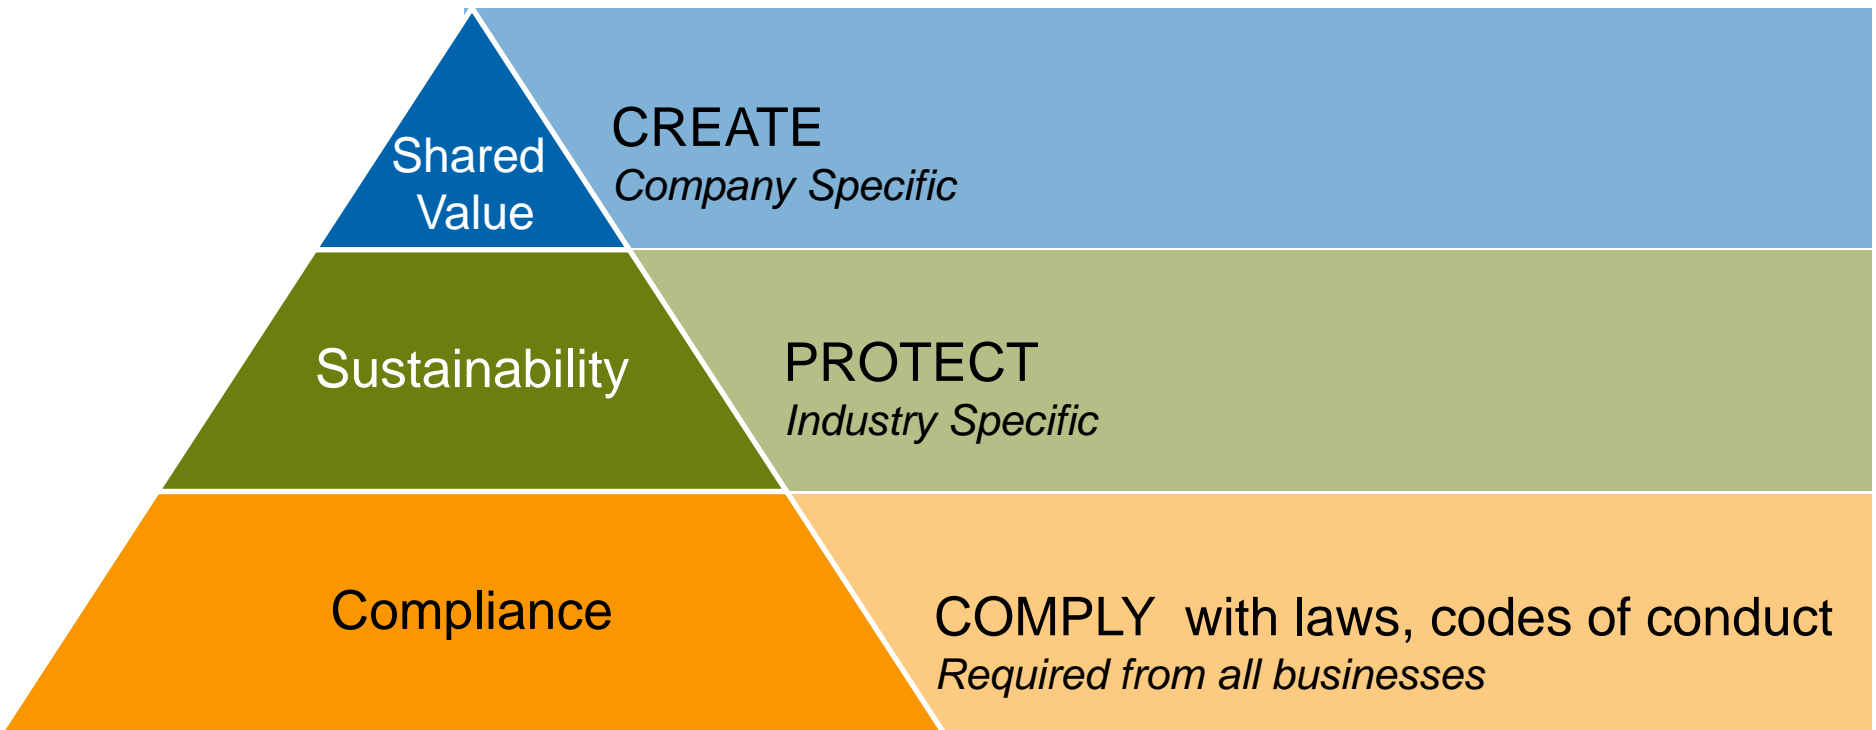 Shared
Value
CREATE
Company Specific
Sustainability
PROTECT
Industry Specific
Compliance
COMPLY  with laws, codes of conduct
Required from all businesses